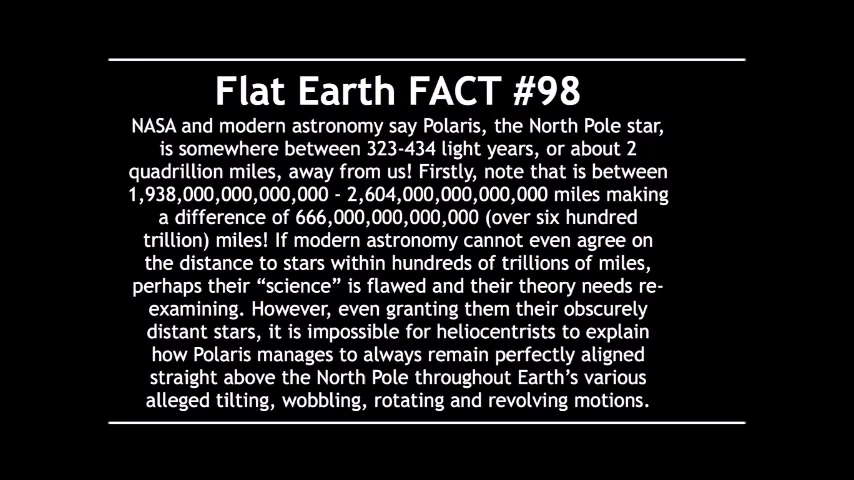 Flat Earth FACT #98
NASA and modern astronomy say Polaris, the North Pole star,
is somewhere between 323-434 light years, or about 2
quadrillion miles, away from us! Firstly, note that is between
1,938,000,000,000,000 - 2,604,000,000,000,000 miles making
a difference of 666,000,000,000,000 (over six hundred
trillion) miles! If modern astronomy cannot even agree on
the distance to stars within hundreds of trillions of miles,
perhaps their “science” is flawed and their theory needs re-
examining. However, even granting them their obscurely
distant stars, it is impossible for heliocentrists to explain
how Polaris manages to always remain perfectly aligned
straight above the North Pole throughout Earth’s various
alleged tilting, wobbling, rotating and revolving motions.